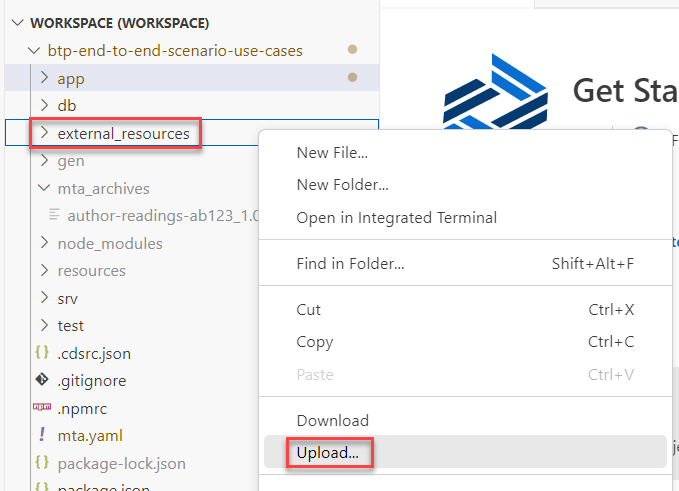 WORKSPACE (WORKSPACE)
btp-end-to-end-scenario-use-cases
app
db
external_resources
gen
mta_archives
author-readings-ab123_1.0
node_modules
resources
srv
test
.cdsrc.json
.gitignore
.npmrc
mta.yaml
package-lock.json
package.json
Get Sta
New File...
New Folder...
Open in Integrated Terminal
Find in Folder... Shift+Alt+F
Cut Ctrl+X
Copy Ctrl+C
Paste Ctrl+V
Download
Upload...